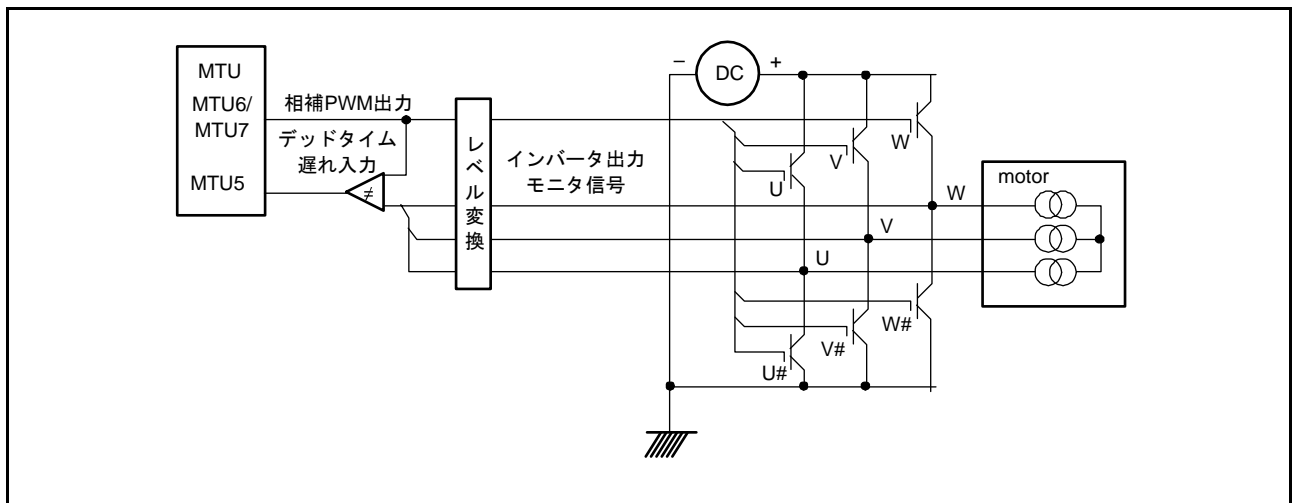 MTU
MTU6/
MTU7
MTU5
相補PWM出力
デッドタイム
遅れ入力
≠
レベル変換
インバータ出力
モニタ信号
− DC +
W
V
U
W
V
U
W#
V#
U#
motor